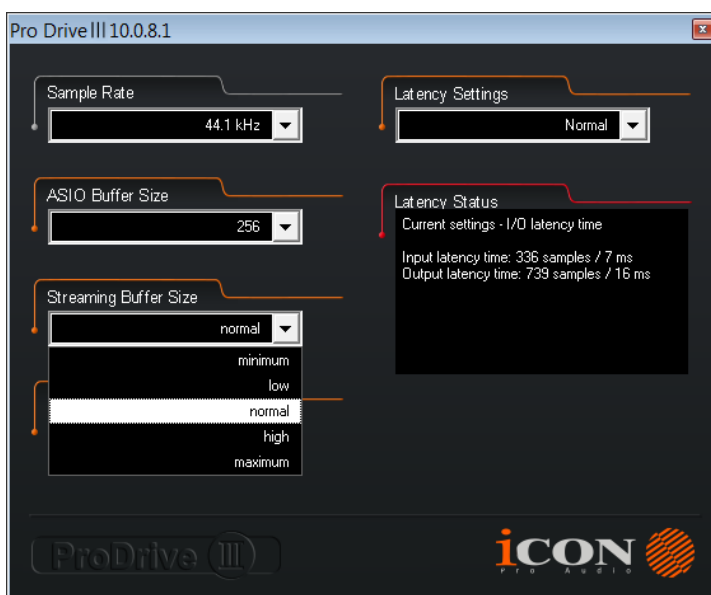 Pro Drive III 10.0.8.1
Sample Rate
44.1 kHz
ASIO Buffer Size
256
Streaming Buffer Size
normal
minimum
low
normal
high
maximum
Latency Settings
Normal
Latency Status
Current settings - I/O latency time
Input latency time: 336 samples / 7 ms
Output latency time: 739 samples / 16 ms
ProDrive III
iCON
Pro Audio